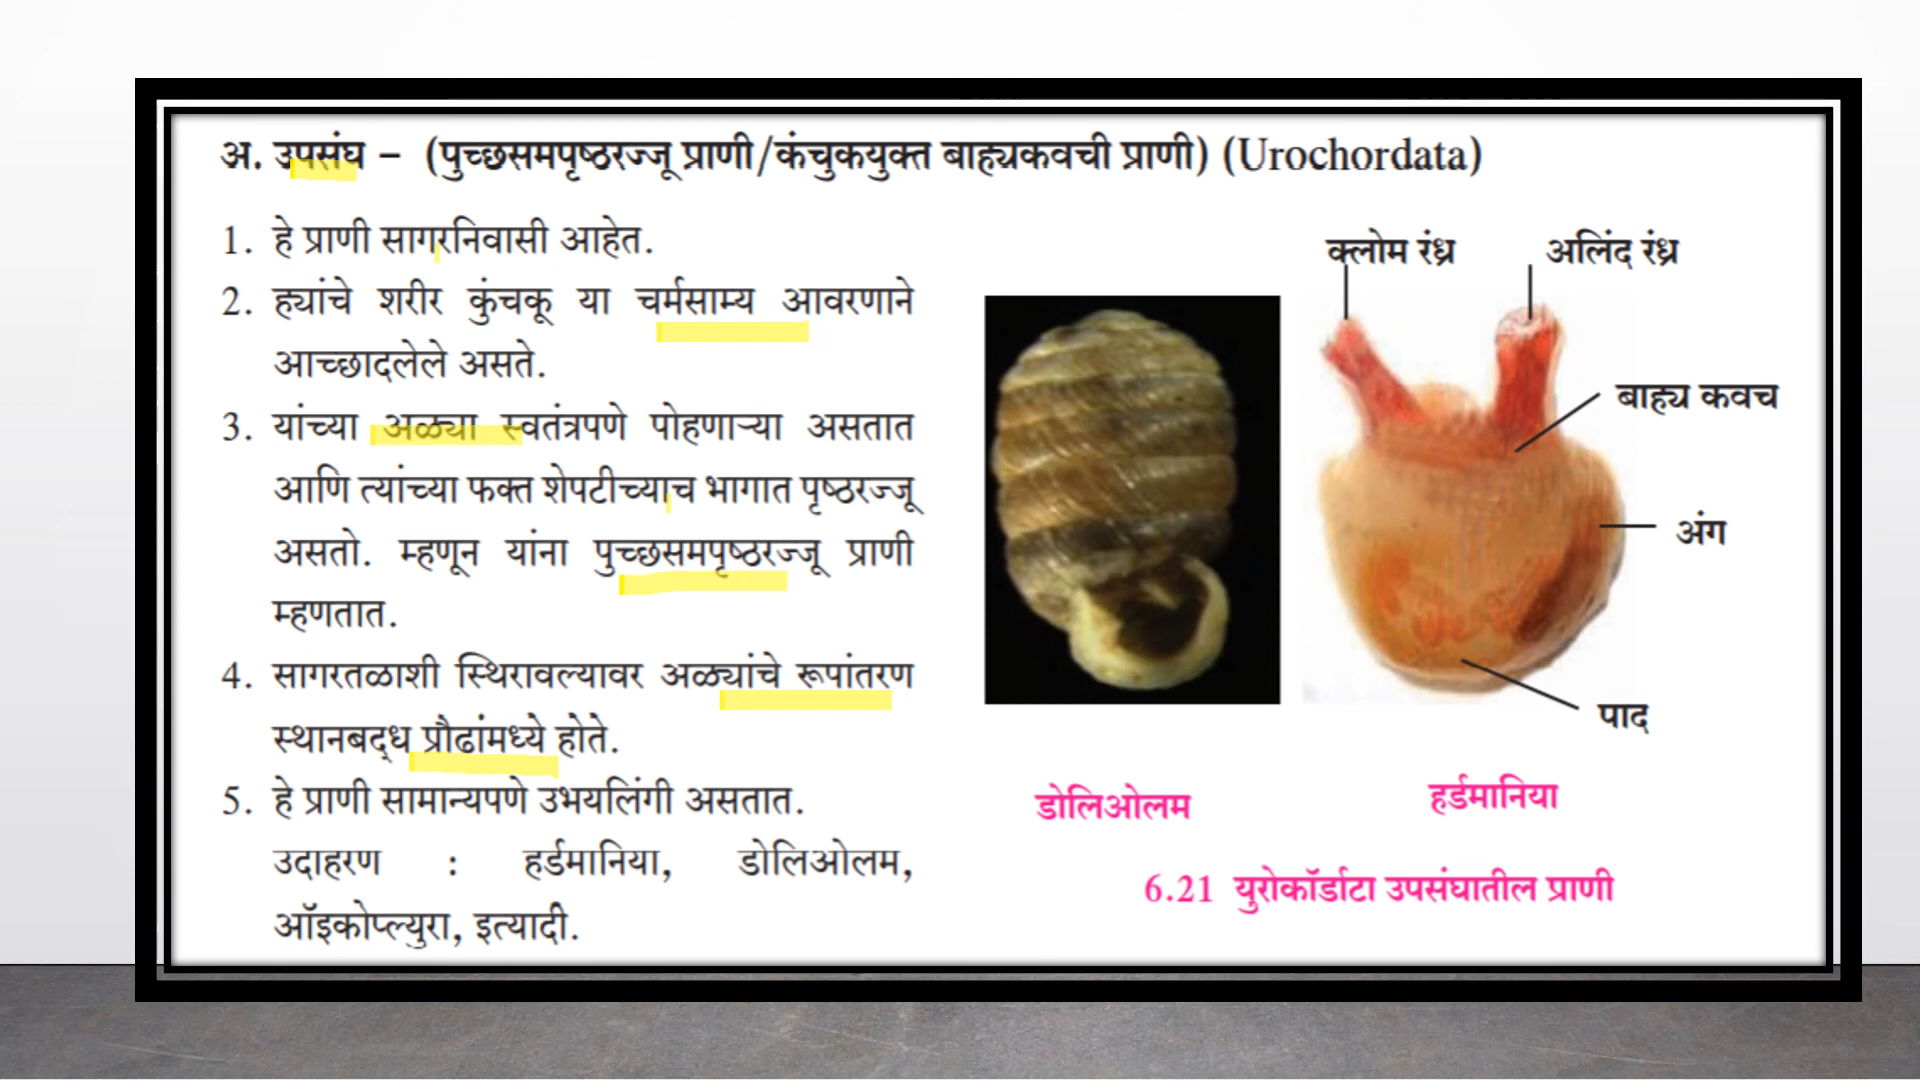 अ. उपसंघ – (पुच्छसमपृष्ठरज्जू प्राणी/कंचुकयुक्त बाह्यकवची प्राणी) (Urochordata)
1. हे प्राणी सागरनिवासी आहेत.
2. ह्यांचे शरीर कुंचकू या चर्मसाम्य आवरणाने
आच्छादलेले असते.
3. यांच्या अळ्या स्वतंत्रपणे पोहणाऱ्या असतात
आणि त्यांच्या फक्त शेपटीच्याच भागात पृष्ठरज्जू
असतो. म्हणून यांना पुच्छसमपृष्ठरज्जू प्राणी
म्हणतात.
4. सागरतळाशी स्थिरावल्यावर अळ्यांचे रूपांतरण
स्थानबद्ध प्रौढांमध्ये होते.
5. हे प्राणी सामान्यपणे उभयलिंगी असतात.
उदाहरण : हर्डमानिया, डोलिओलम,
ऑइकोप्ल्युरा, इत्यादी.
क्लोम रंध्र
अलिंद रंध्र
बाह्य कवच
अंग
पाद
डोलिओलम
हर्डमानिया
6.21 युरोकॉर्डाटा उपसंघातील प्राणी